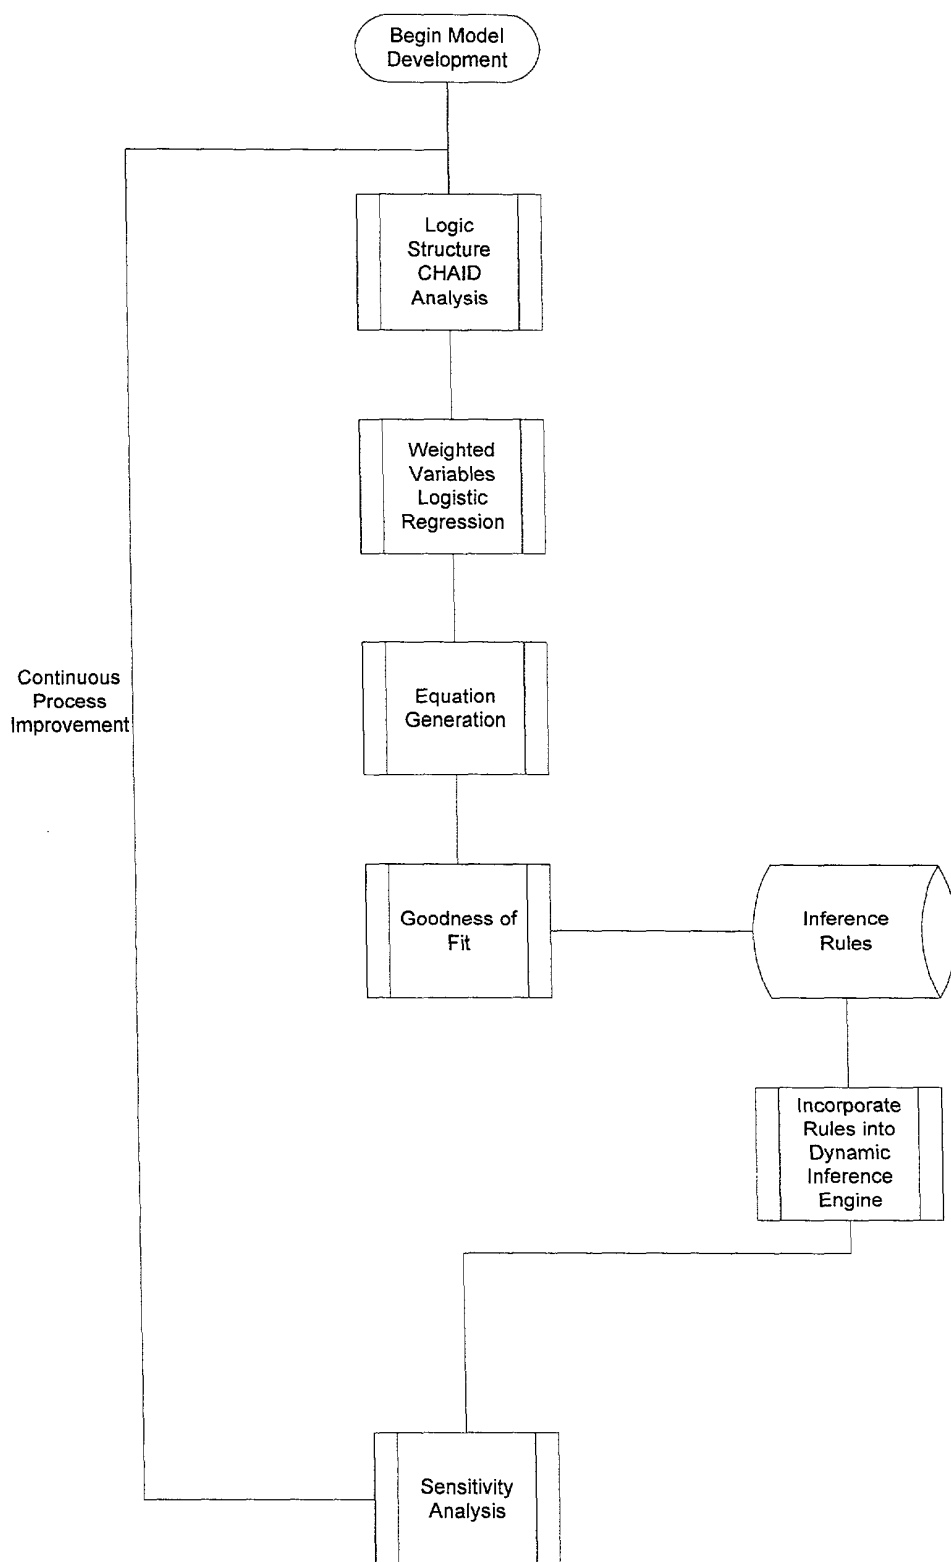 Begin Model
Development
Logic
Structure
CHAID
Analysis
Weighted
Variables
Logistic
Regression
Continuous
Process
Improvement
Equation
Generation
Goodness of
Fit
Inference
Rules
Incorporate
Rules into
Dynamic
Inference
Engine
Sensitivity
Analysis